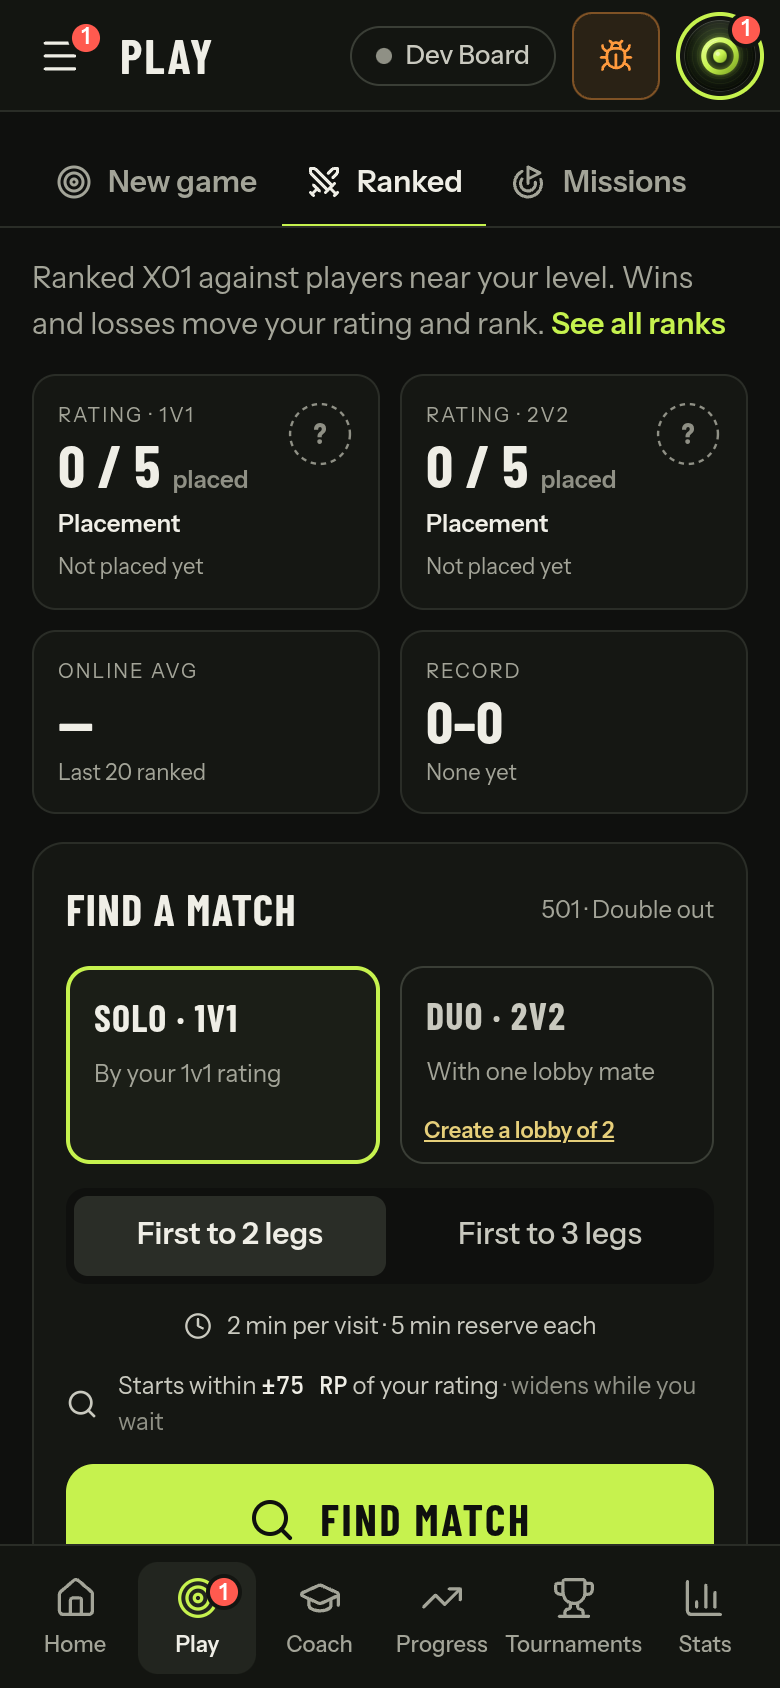 1
PLAY
Dev Board
1
New game
Ranked
Missions
Ranked X01 against players near your level. Wins
and losses move your rating and rank. See all ranks
RATING · 1V1
?
0 / 5 placed
Placement
Not placed yet
RATING · 2V2
?
0 / 5 placed
Placement
Not placed yet
ONLINE AVG
—
Last 20 ranked
RECORD
0–0
None yet
FIND A MATCH
501 · Double out
SOLO · 1V1
By your 1v1 rating
DUO · 2V2
With one lobby mate
Create a lobby of 2
First to 2 legs
First to 3 legs
2 min per visit · 5 min reserve each
Starts within ±75 RP of your rating · widens while you
wait
FIND MATCH
Home
1
Play
Coach
Progress
Tournaments
Stats